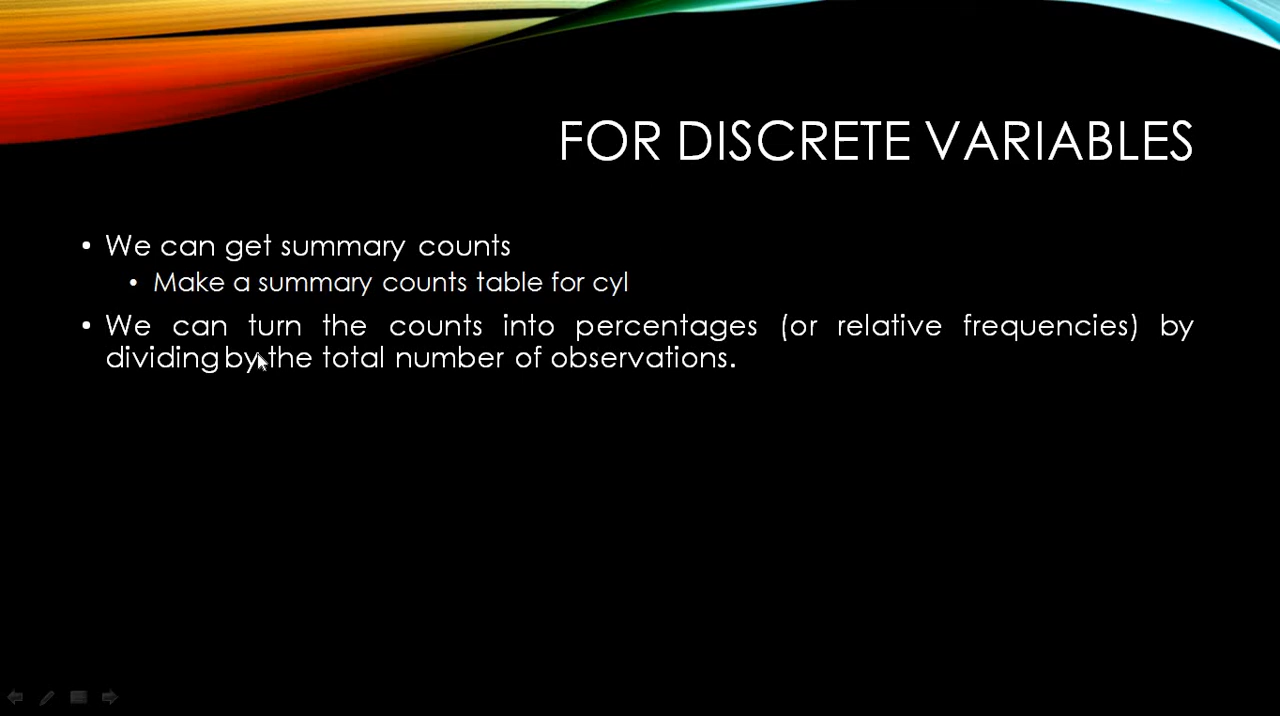 FOR DISCRETE VARIABLES
• We can get summary counts
• Make a summary counts table for cyl
• We can turn the counts into percentages (or relative frequencies) by
dividing by the total number of observations.